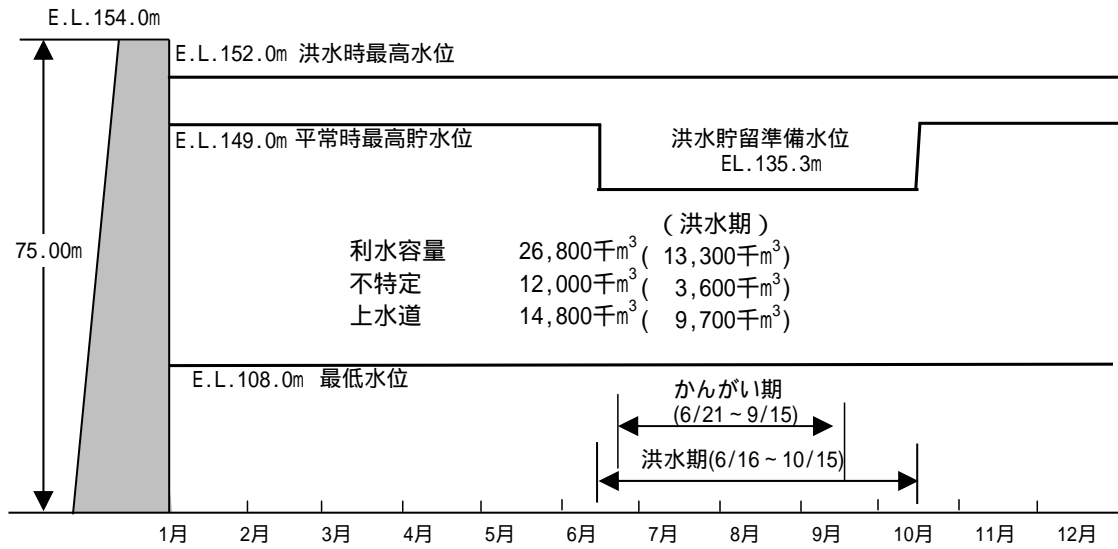 E.L.154.0m
E.L.152.0m 洪水時最高水位
E.L.149.0m 平常時最高貯水位
洪水貯留準備水位
EL.135.3m
75.00m
(洪水期)
利水容量 26,800千m³( 13,300千m³)
不特定 12,000千m³( 3,600千m³)
上水道 14,800千m³( 9,700千m³)
E.L.108.0m 最低水位
かんがい期
(6/21~9/15)
洪水期(6/16~10/15)
1月 2月 3月 4月 5月 6月 7月 8月 9月 10月 11月 12月